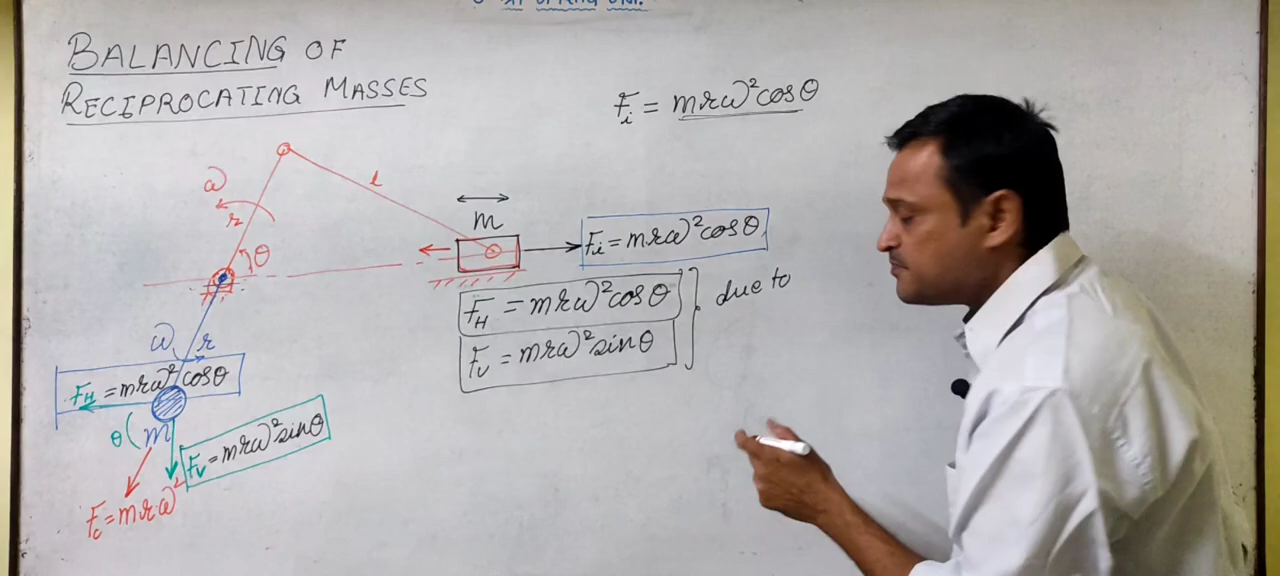 BALANCING OF
RECIPROCATING MASSES
Fi = mrω²cosθ
ω
r
l
θ
m
Fi = mrω²cosθ
FH = mrω²cosθ
Fv = mrω²sinθ
due to
ω
r
FH = mrω²cosθ
θ
m
Fv = mrω²sinθ
Fc = mrω²